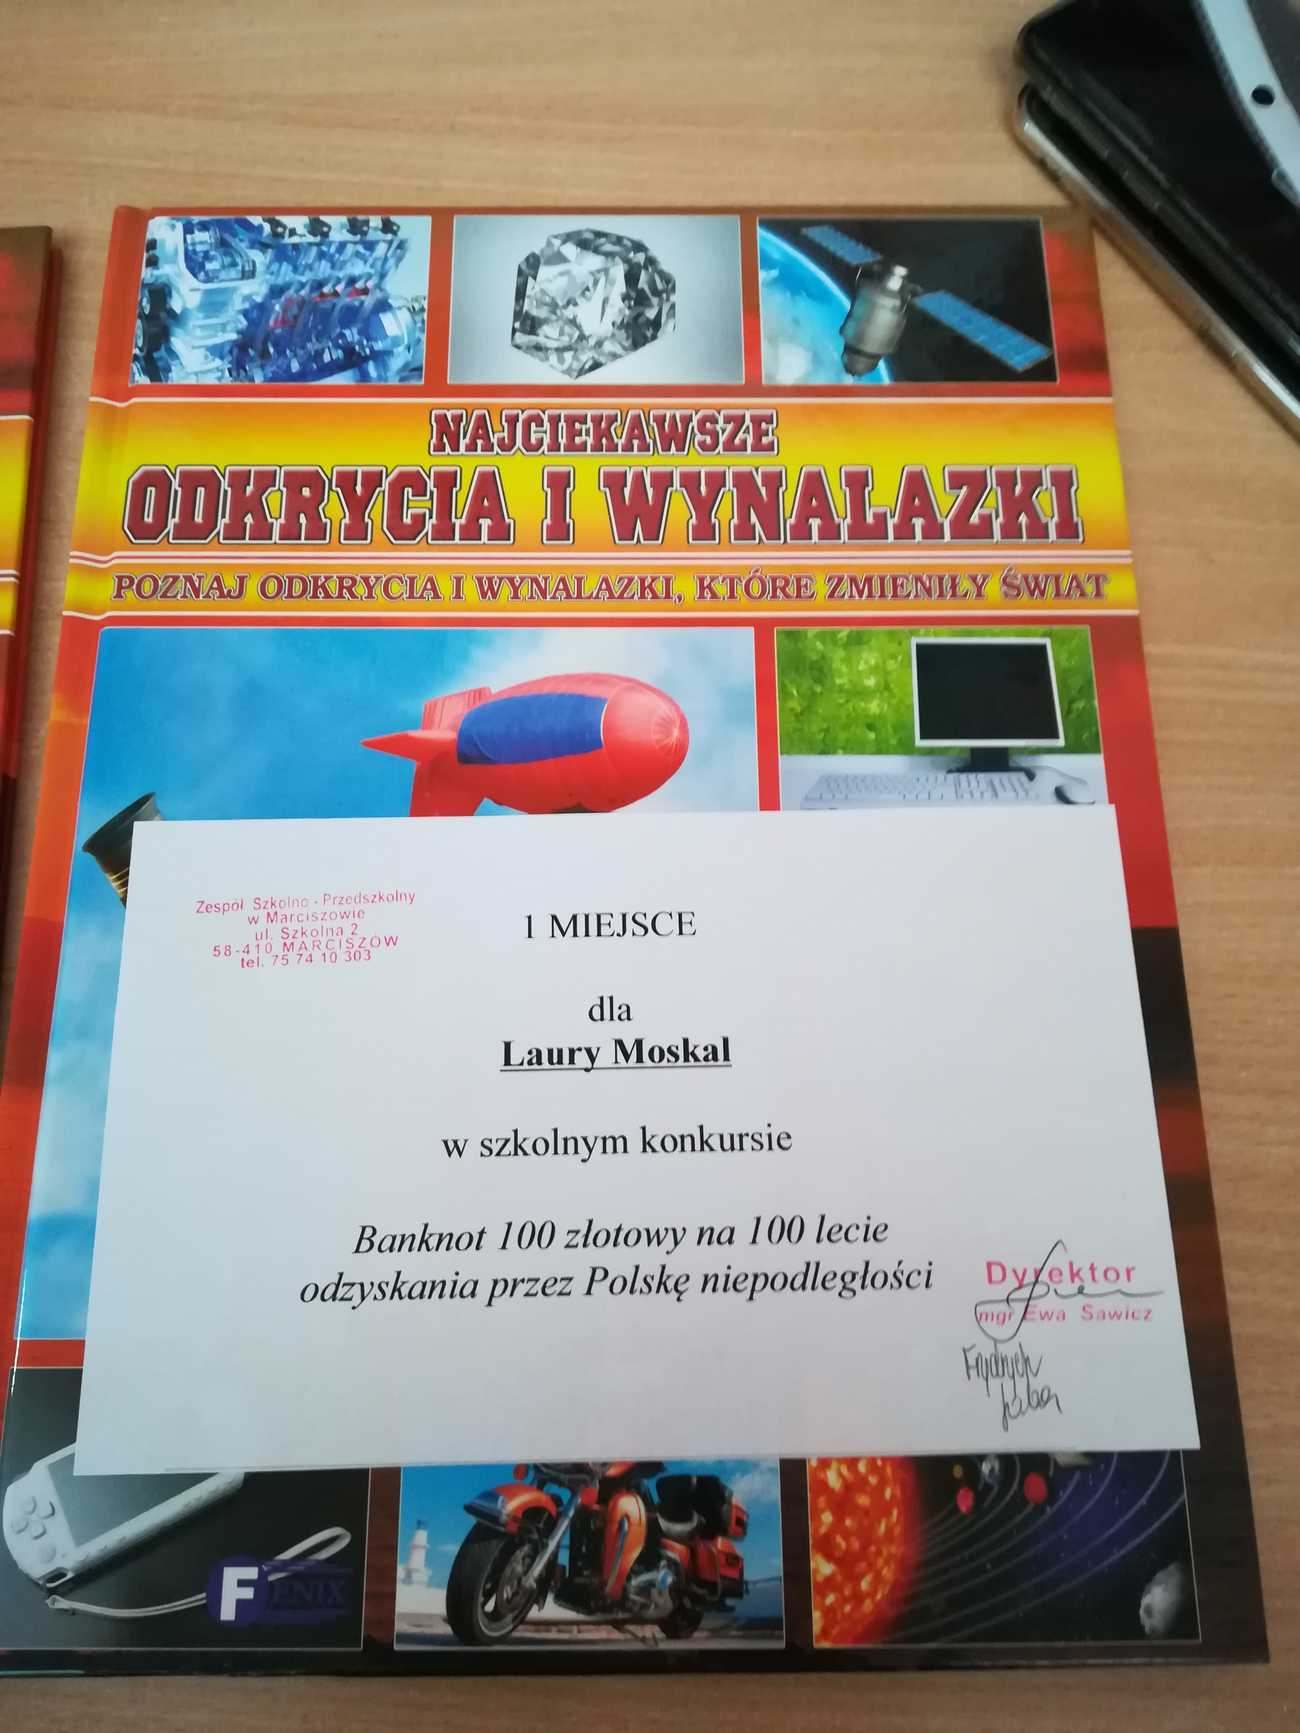 NAJCIEKAWSZE
ODKRYCIA I WYNALAZKI
POZNAJ ODKRYCIA I WYNALAZKI, KTÓRE ZMIENIŁY ŚWIAT
Zespół Szkolno - Przedszkolny
w Marciszowie
ul. Szkolna 2
58-410 MARCISZÓW
tel. 75 74 10 303
1 MIEJSCE
dla
Laury Moskal
w szkolnym konkursie
Banknot 100 złotowy na 100 lecie
odzyskania przez Polskę niepodległości
Dyrektor
mgr Ewa Sawicz
FENIX